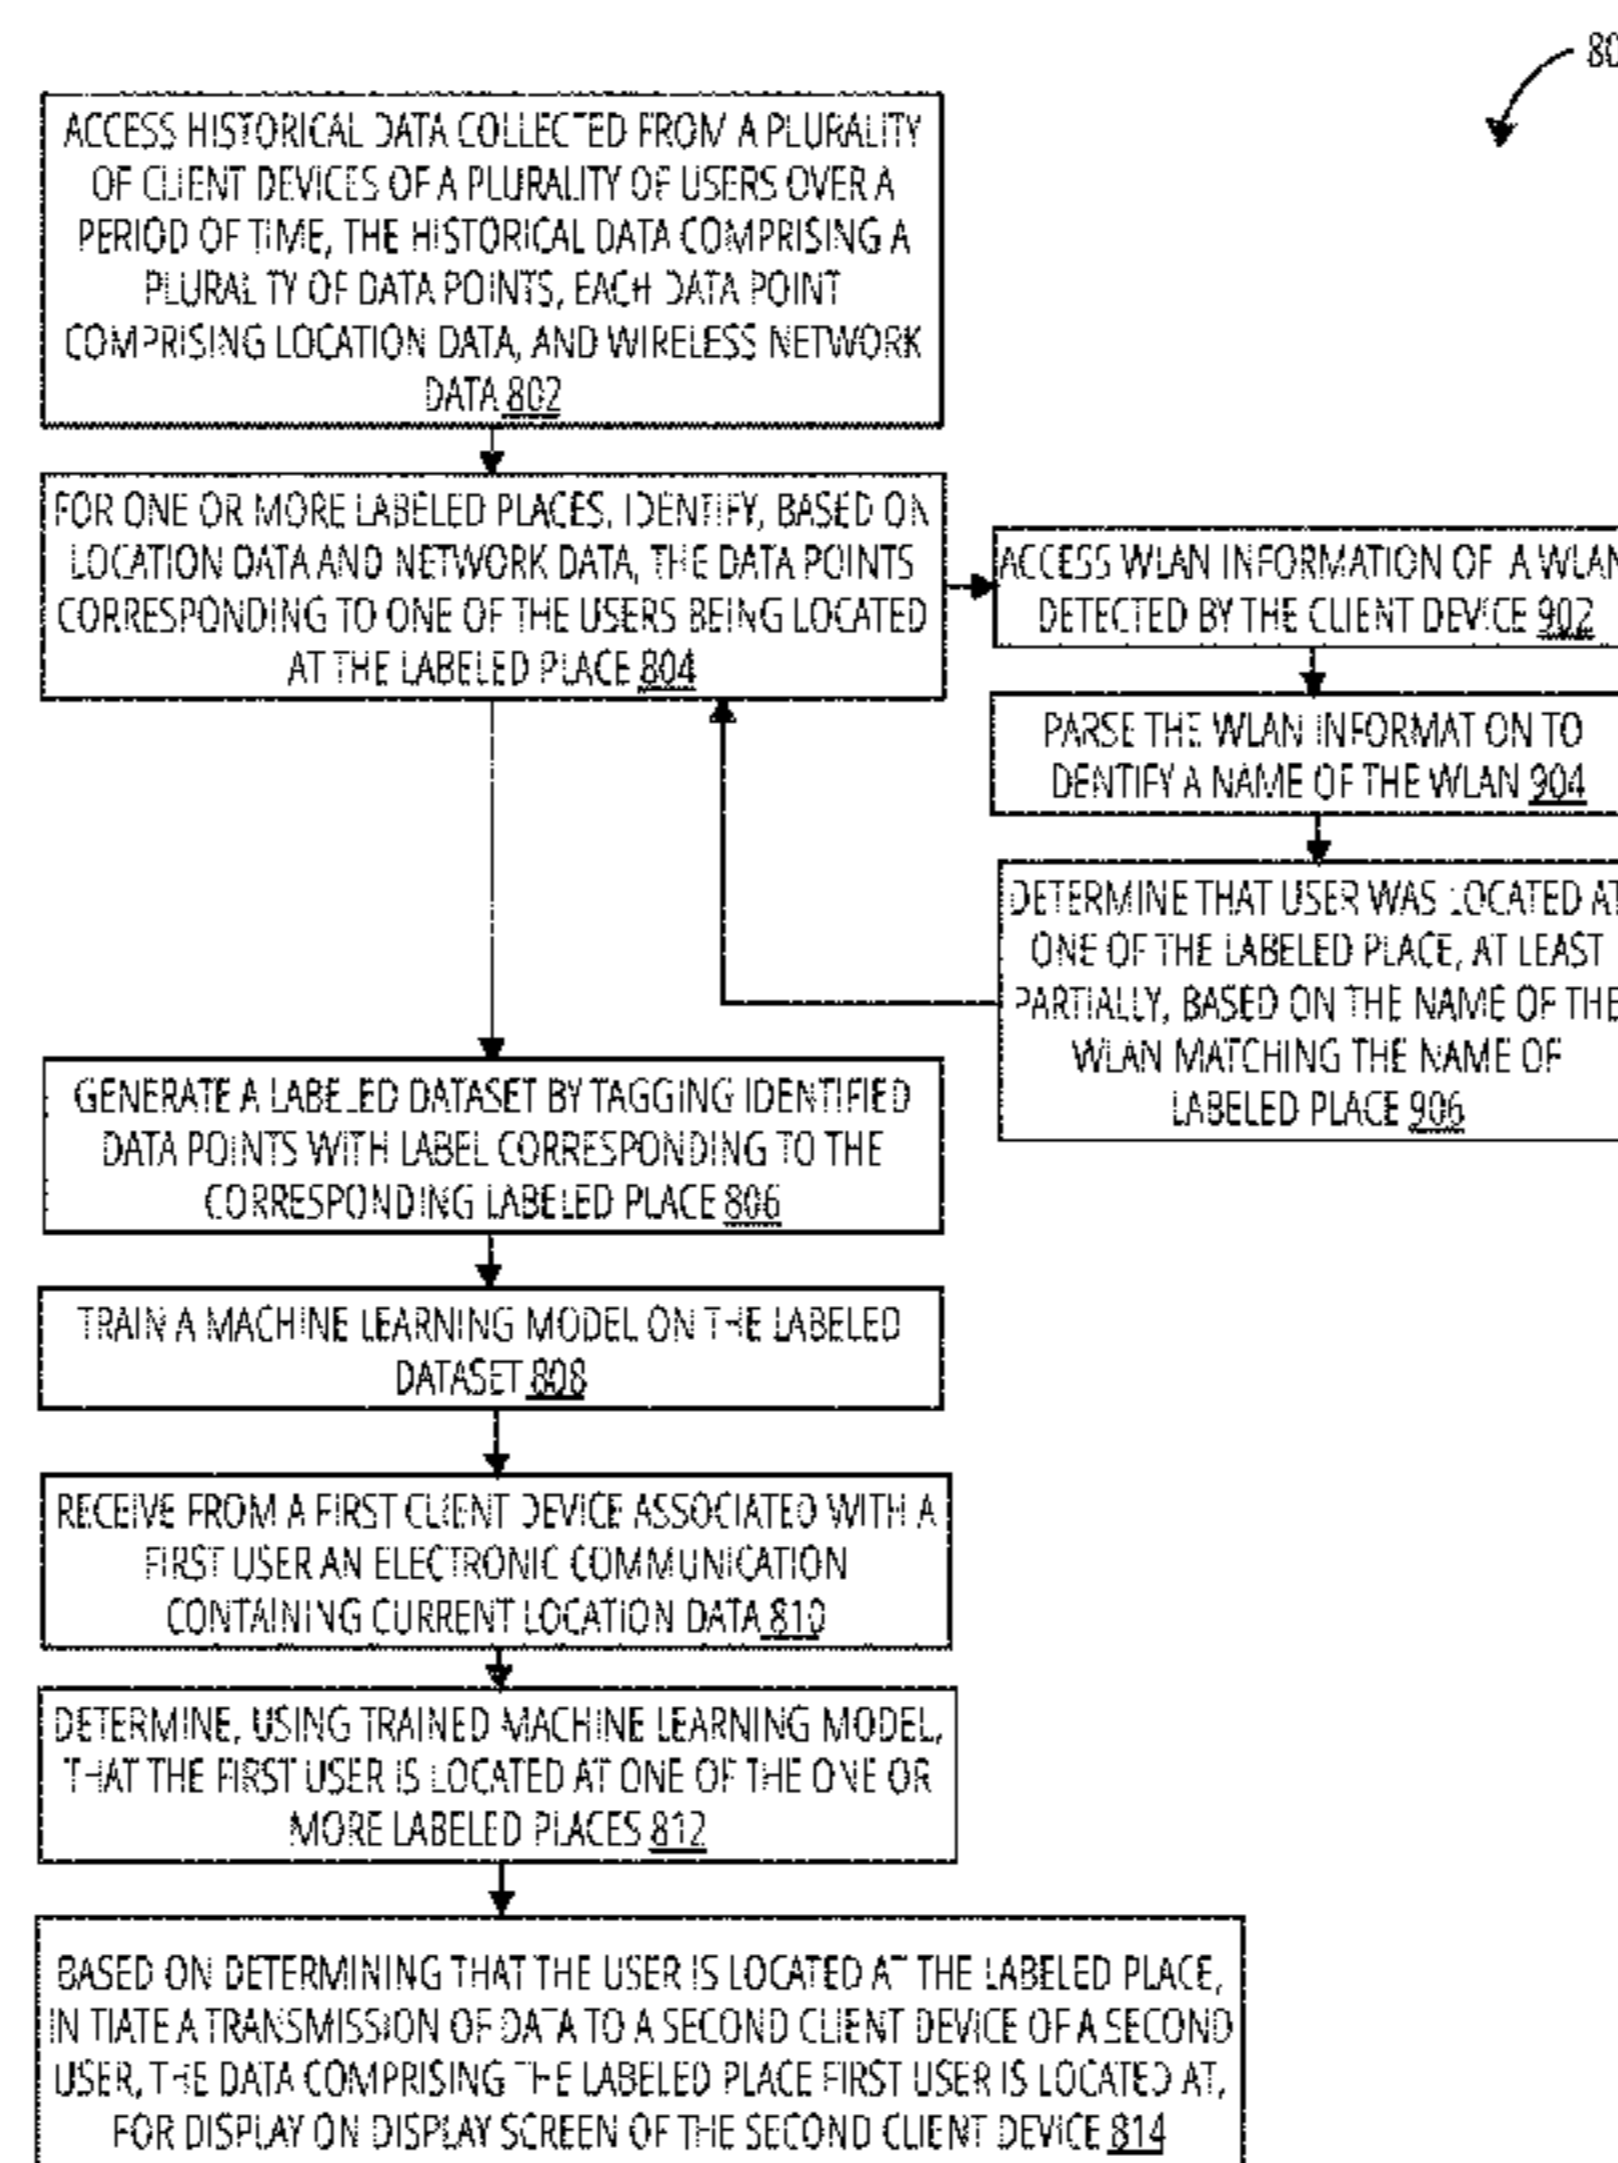 80
ACCESS HISTORICAL DATA COLLECTED FROM A PLURALITY
OF CLIENT DEVICES OF A PLURALITY OF USERS OVER A
PERIOD OF TIME, THE HISTORICAL DATA COMPRISING A
PLURALITY OF DATA POINTS, EACH DATA POINT
COMPRISING LOCATION DATA, AND WIRELESS NETWORK
DATA 802
FOR ONE OR MORE LABELED PLACES, IDENTIFY, BASED ON
LOCATION DATA AND NETWORK DATA, THE DATA POINTS
CORRESPONDING TO ONE OF THE USERS BEING LOCATED
AT THE LABELED PLACE 804
ACCESS WLAN INFORMATION OF A WLAN
DETECTED BY THE CLIENT DEVICE 902
PARSE THE WLAN INFORMATION TO
IDENTIFY A NAME OF THE WLAN 904
DETERMINE THAT USER WAS LOCATED AT
ONE OF THE LABELED PLACE, AT LEAST
PARTIALLY, BASED ON THE NAME OF THE
WLAN MATCHING THE NAME OF
LABELED PLACE 906
GENERATE A LABELED DATASET BY TAGGING IDENTIFIED
DATA POINTS WITH LABEL CORRESPONDING TO THE
CORRESPONDING LABELED PLACE 806
TRAIN A MACHINE LEARNING MODEL ON THE LABELED
DATASET 808
RECEIVE FROM A FIRST CLIENT DEVICE ASSOCIATED WITH A
FIRST USER AN ELECTRONIC COMMUNICATION
CONTAINING CURRENT LOCATION DATA 810
DETERMINE, USING TRAINED MACHINE LEARNING MODEL,
THAT THE FIRST USER IS LOCATED AT ONE OF THE ONE OR
MORE LABELED PLACES 812
BASED ON DETERMINING THAT THE USER IS LOCATED AT THE LABELED PLACE,
INITIATE A TRANSMISSION OF DATA TO A SECOND CLIENT DEVICE OF A SECOND
USER, THE DATA COMPRISING THE LABELED PLACE FIRST USER IS LOCATED AT,
FOR DISPLAY ON DISPLAY SCREEN OF THE SECOND CLIENT DEVICE 814